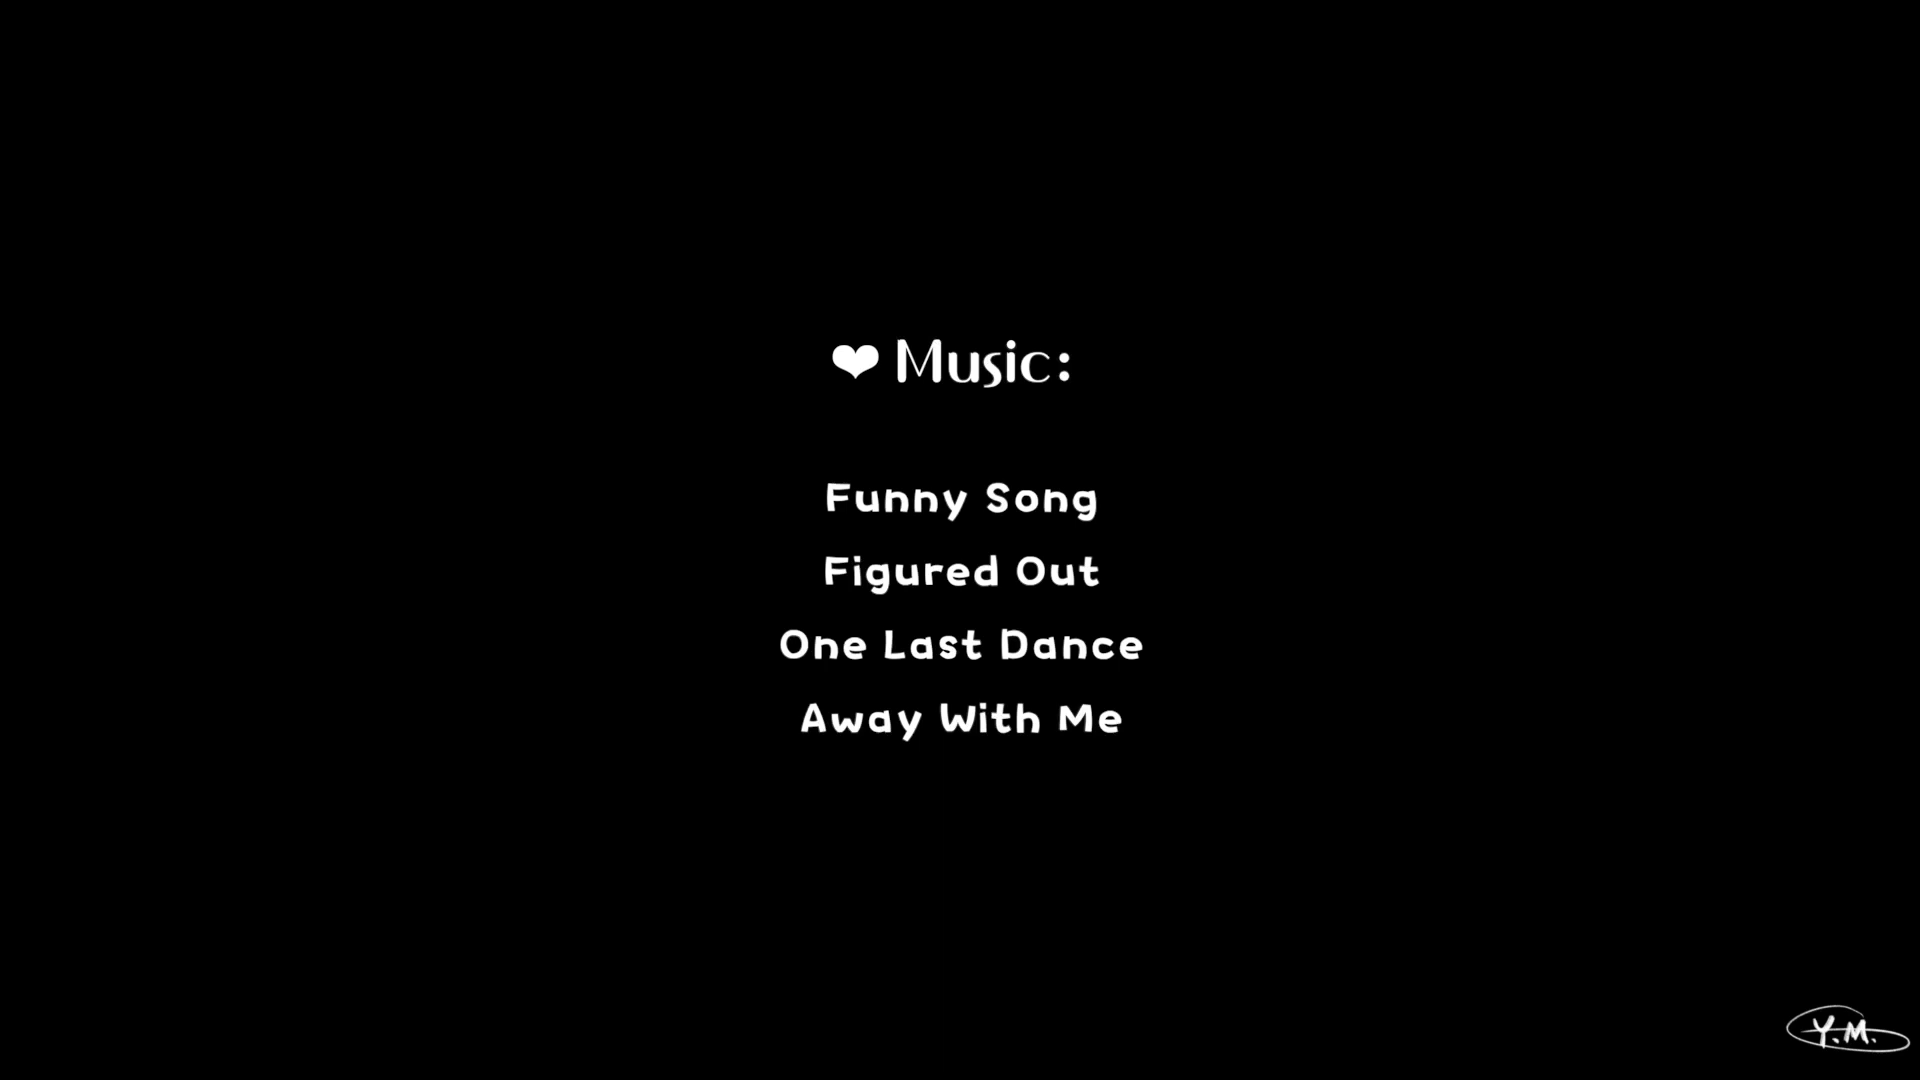 ❤ Music:
Funny Song
Figured Out
One Last Dance
Away With Me
Y.M.